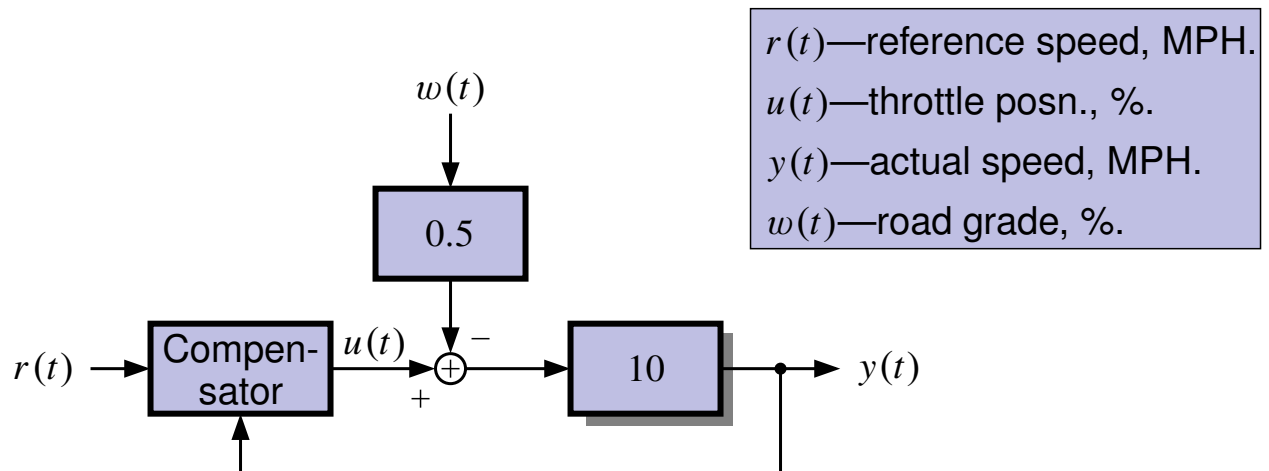 r(t)—reference speed, MPH.
u(t)—throttle posn., %.
y(t)—actual speed, MPH.
w(t)—road grade, %.
w(t)
0.5
−
r(t)
Compen-
sator
u(t)
+
+
10
y(t)